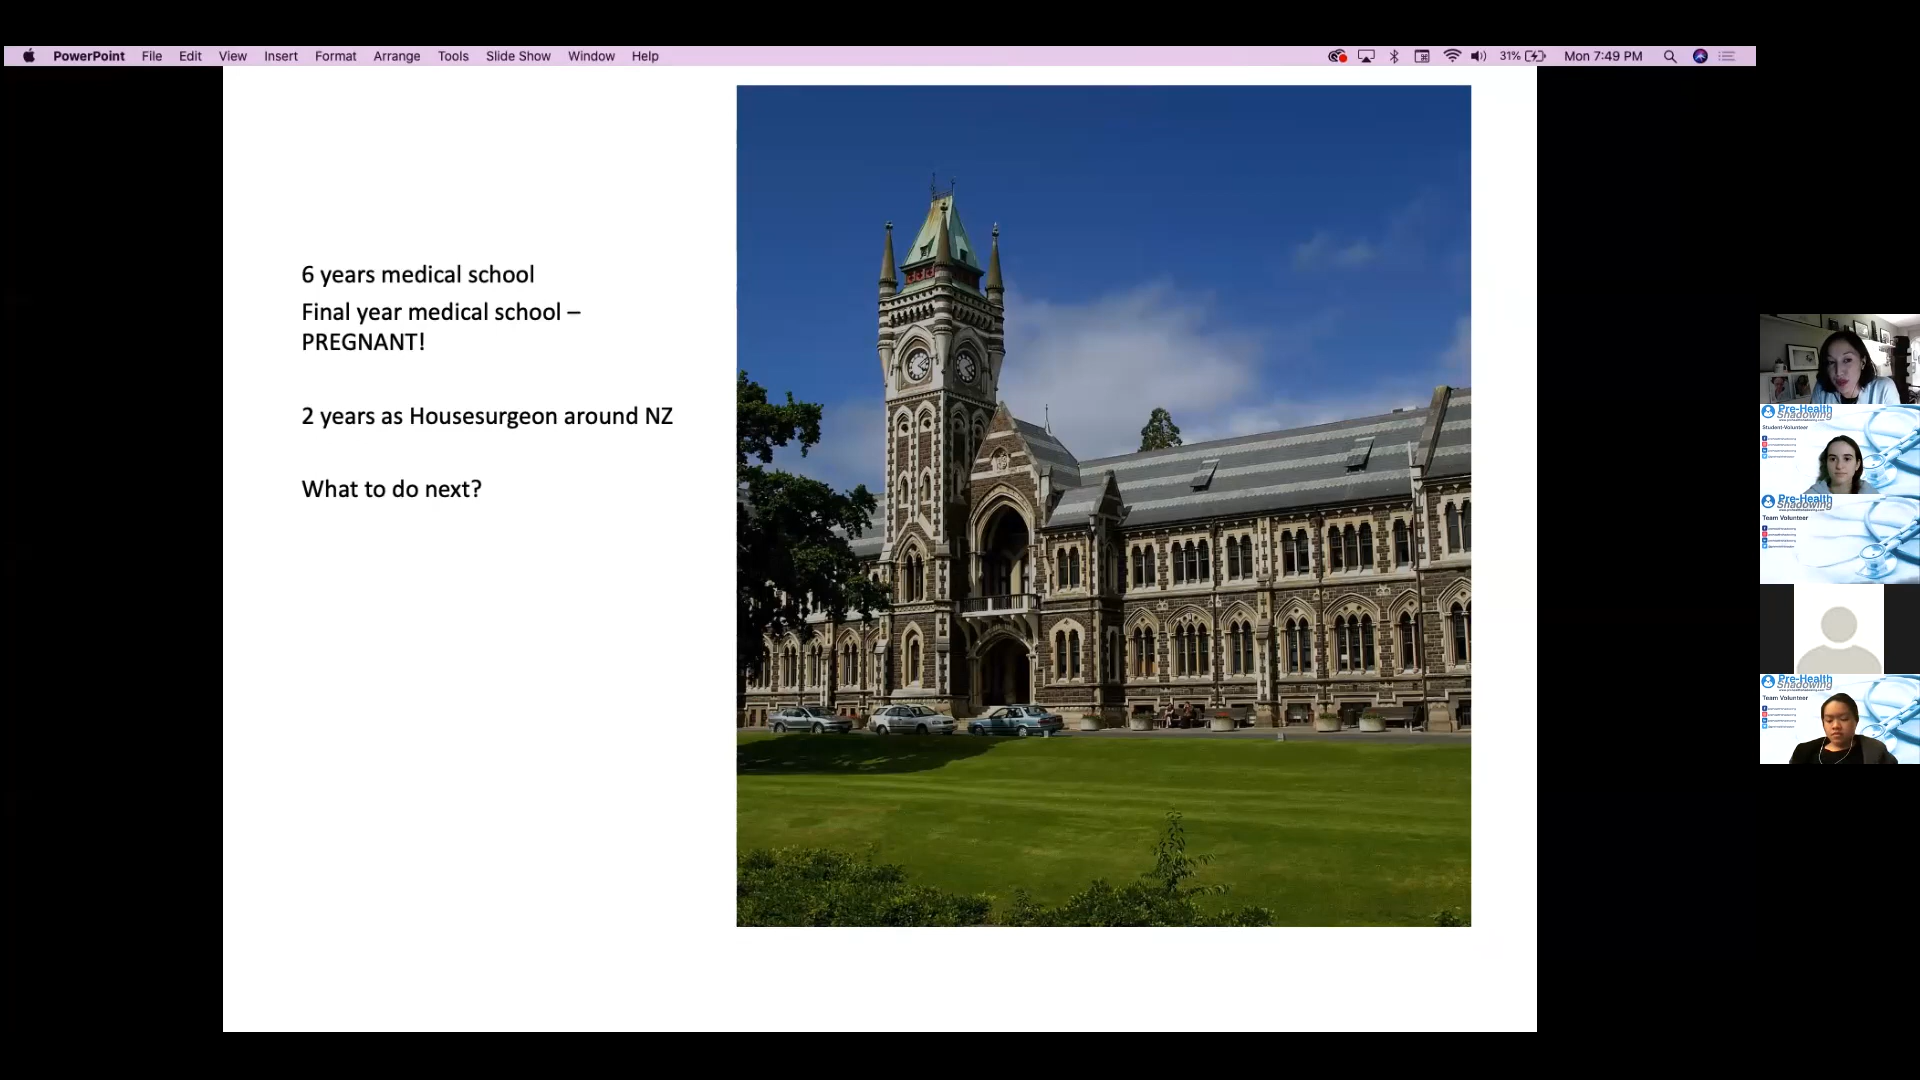 PowerPoint File Edit View Insert Format Arrange Tools Slide Show Window Help 31% Mon 7:49 PM
6 years medical school
Final year medical school –
PREGNANT!
2 years as Housesurgeon around NZ
What to do next?
Pre-Health
Shadowing
Student-Volunteer
Pre-Health
Shadowing
Team Volunteer
Pre-Health
Shadowing
Team Volunteer